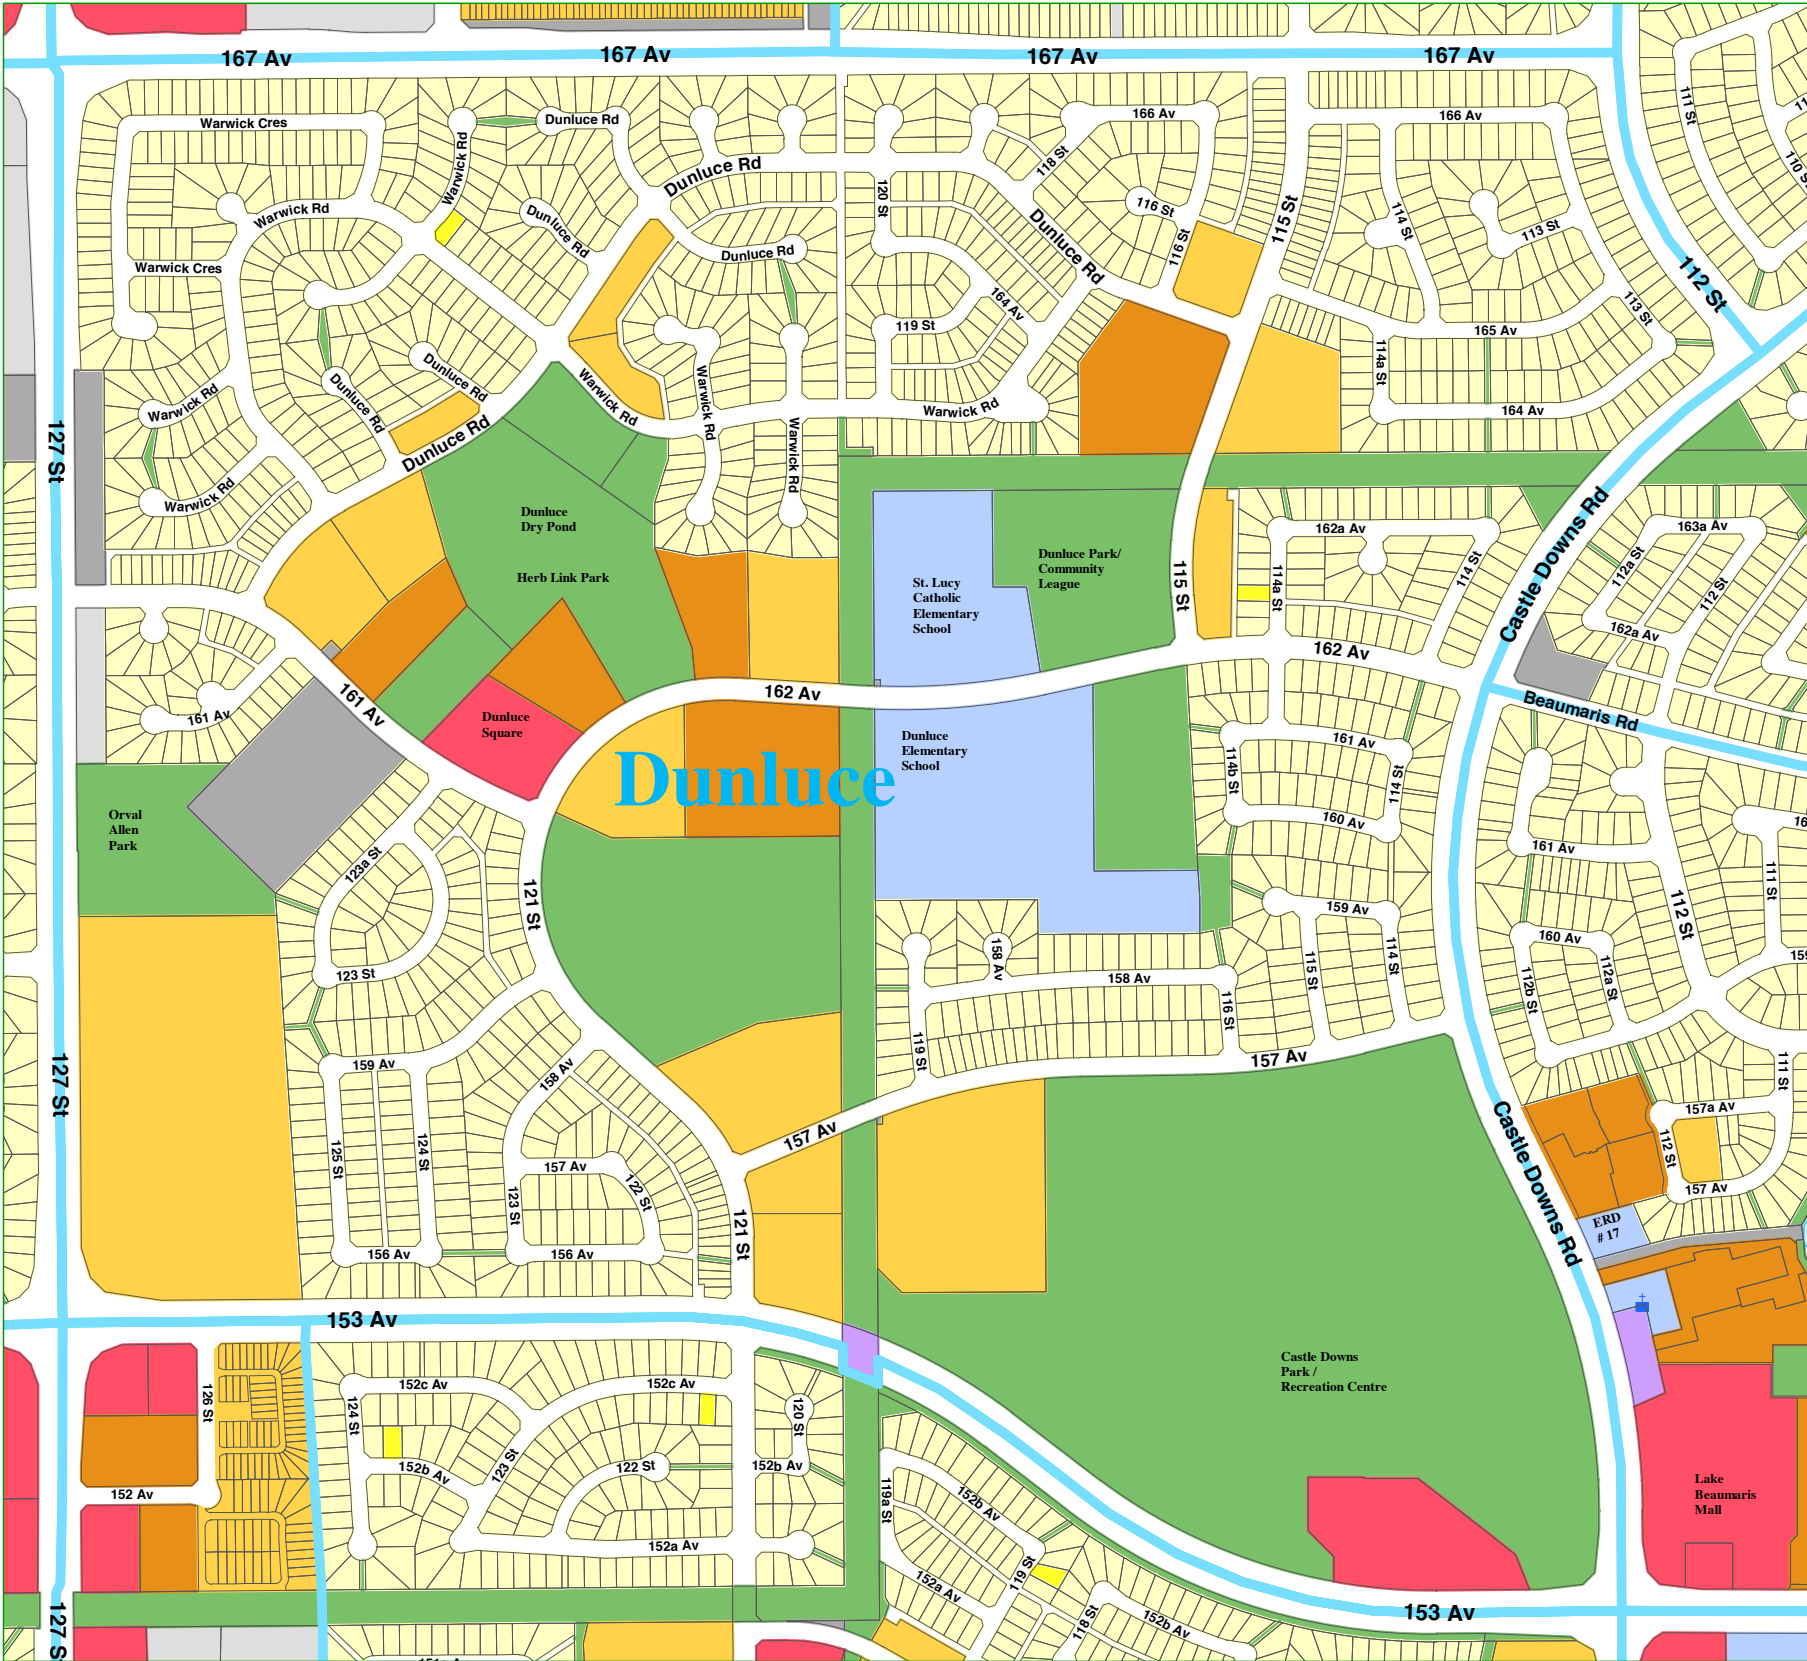 167 Av
167 Av
167 Av
167 Av
Warwick Cres
Warwick Rd
Dunluce Rd
166 Av
166 Av
111 St
118 St
Dunluce Rd
120 St
116 St
Warwick Rd
Dunluce Rd
Dunluce Rd
115 St
114 St
113 St
116 St
110 St
Warwick Cres
Dunluce Rd
112 St
164 Av
113 St
119 St
165 Av
114a St
Dunluce Rd
Dunluce Rd
Warwick Rd
Warwick Rd
Warwick Rd
Warwick Rd
164 Av
Dunluce Rd
127 St
Warwick Rd
Warwick Rd
Dunluce
Dry Pond
162a Av
163a Av
Castle Downs Rd
Dunluce Park/
Community
League
Herb Link Park
St. Lucy
Catholic
Elementary
School
115 St
114a St
114 St
112a St
112 St
162a Av
162 Av
161 Av
161 Av
162 Av
Beaumaris Rd
Dunluce
Square
Dunluce
Elementary
School
161 Av
Dunluce
114b St
114 St
Orval
Allen
Park
160 Av
161 Av
123a St
121 St
111 St
159 Av
112 St
160 Av
123 St
158 Av
158 Av
115 St
114 St
112b St
112a St
116 St
119 St
157 Av
159 Av
158 Av
111 St
127 St
157a Av
157 Av
Castle Downs Rd
125 St
124 St
157 Av
112 St
157 Av
123 St
122 St
121 St
ERD
# 17
156 Av
156 Av
153 Av
Castle Downs
Park /
Recreation Centre
152c Av
152c Av
126 St
124 St
120 St
152b Av
123 St
122 St
152b Av
Lake
Beaumaris
Mall
152 Av
119a St
152b Av
152a Av
119 St
152a Av
118 St
152b Av
153 Av
127 S